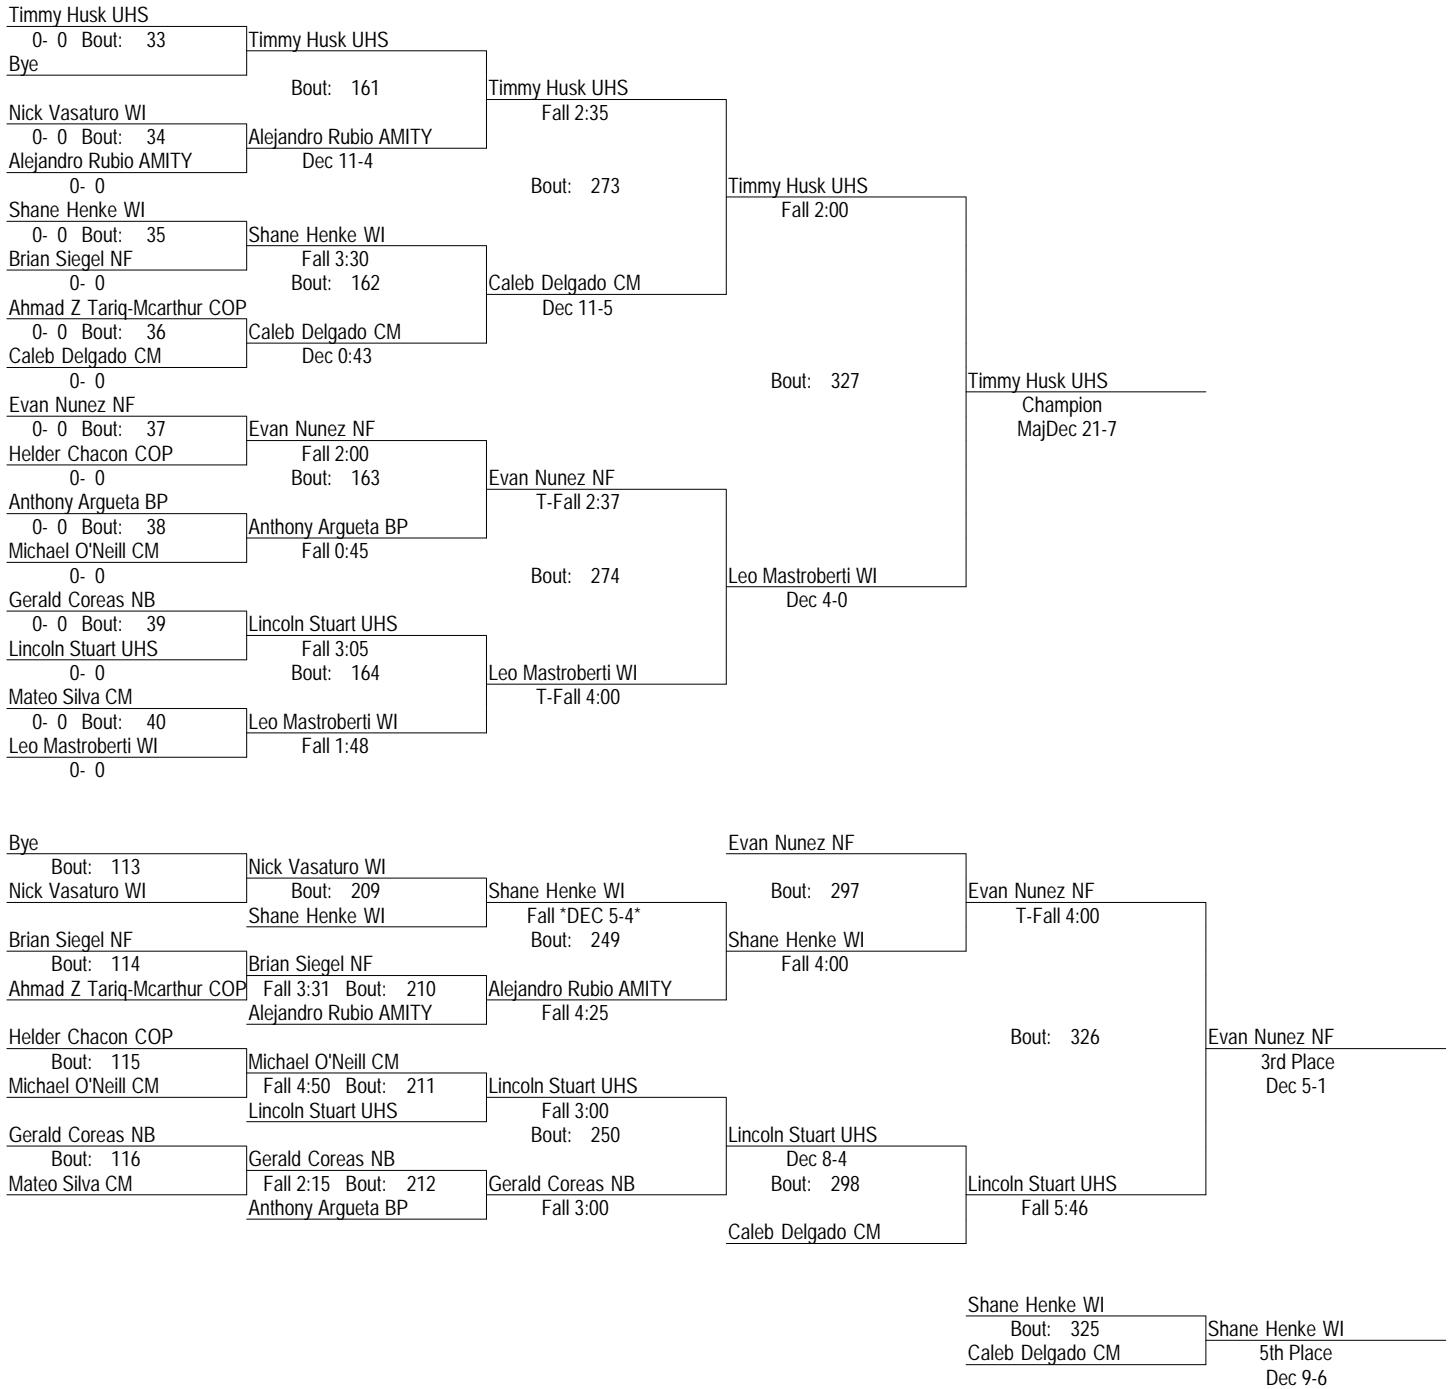 Timmy Husk UHS
0- 0 Bout: 33
Timmy Husk UHS
Bye
Bout: 161
Timmy Husk UHS
Nick Vasaturo WI
Fall 2:35
0- 0 Bout: 34
Alejandro Rubio AMITY
Alejandro Rubio AMITY
Dec 11-4
0- 0
Bout: 273
Timmy Husk UHS
Shane Henke WI
Fall 2:00
0- 0 Bout: 35
Shane Henke WI
Brian Siegel NF
Fall 3:30
0- 0
Bout: 162
Caleb Delgado CM
Ahmad Z Tariq-Mcarthur COP
Dec 11-5
0- 0 Bout: 36
Caleb Delgado CM
Caleb Delgado CM
Dec 0:43
0- 0
Bout: 327
Timmy Husk UHS
Evan Nunez NF
Champion
0- 0 Bout: 37
Evan Nunez NF
MajDec 21-7
Helder Chacon COP
Fall 2:00
0- 0
Bout: 163
Evan Nunez NF
Anthony Argueta BP
T-Fall 2:37
0- 0 Bout: 38
Anthony Argueta BP
Michael O'Neill CM
Fall 0:45
0- 0
Bout: 274
Leo Mastroberti WI
Gerald Coreas NB
Dec 4-0
0- 0 Bout: 39
Lincoln Stuart UHS
Lincoln Stuart UHS
Fall 3:05
0- 0
Bout: 164
Leo Mastroberti WI
Mateo Silva CM
T-Fall 4:00
0- 0 Bout: 40
Leo Mastroberti WI
Leo Mastroberti WI
Fall 1:48
0- 0
Bye
Evan Nunez NF
Bout: 113
Nick Vasaturo WI
Nick Vasaturo WI
Bout: 209
Shane Henke WI
Bout: 297
Evan Nunez NF
Shane Henke WI
Fall *DEC 5-4*
T-Fall 4:00
Brian Siegel NF
Bout: 249
Shane Henke WI
Bout: 114
Brian Siegel NF
Fall 4:00
Ahmad Z Tariq-Mcarthur COP
Fall 3:31 Bout: 210
Alejandro Rubio AMITY
Alejandro Rubio AMITY
Fall 4:25
Helder Chacon COP
Bout: 326
Evan Nunez NF
Bout: 115
Michael O'Neill CM
3rd Place
Michael O'Neill CM
Fall 4:50 Bout: 211
Lincoln Stuart UHS
Dec 5-1
Lincoln Stuart UHS
Fall 3:00
Gerald Coreas NB
Bout: 250
Lincoln Stuart UHS
Bout: 116
Gerald Coreas NB
Dec 8-4
Mateo Silva CM
Fall 2:15 Bout: 212
Gerald Coreas NB
Bout: 298
Lincoln Stuart UHS
Anthony Argueta BP
Fall 3:00
Fall 5:46
Caleb Delgado CM
Shane Henke WI
Bout: 325
Shane Henke WI
Caleb Delgado CM
5th Place
Dec 9-6